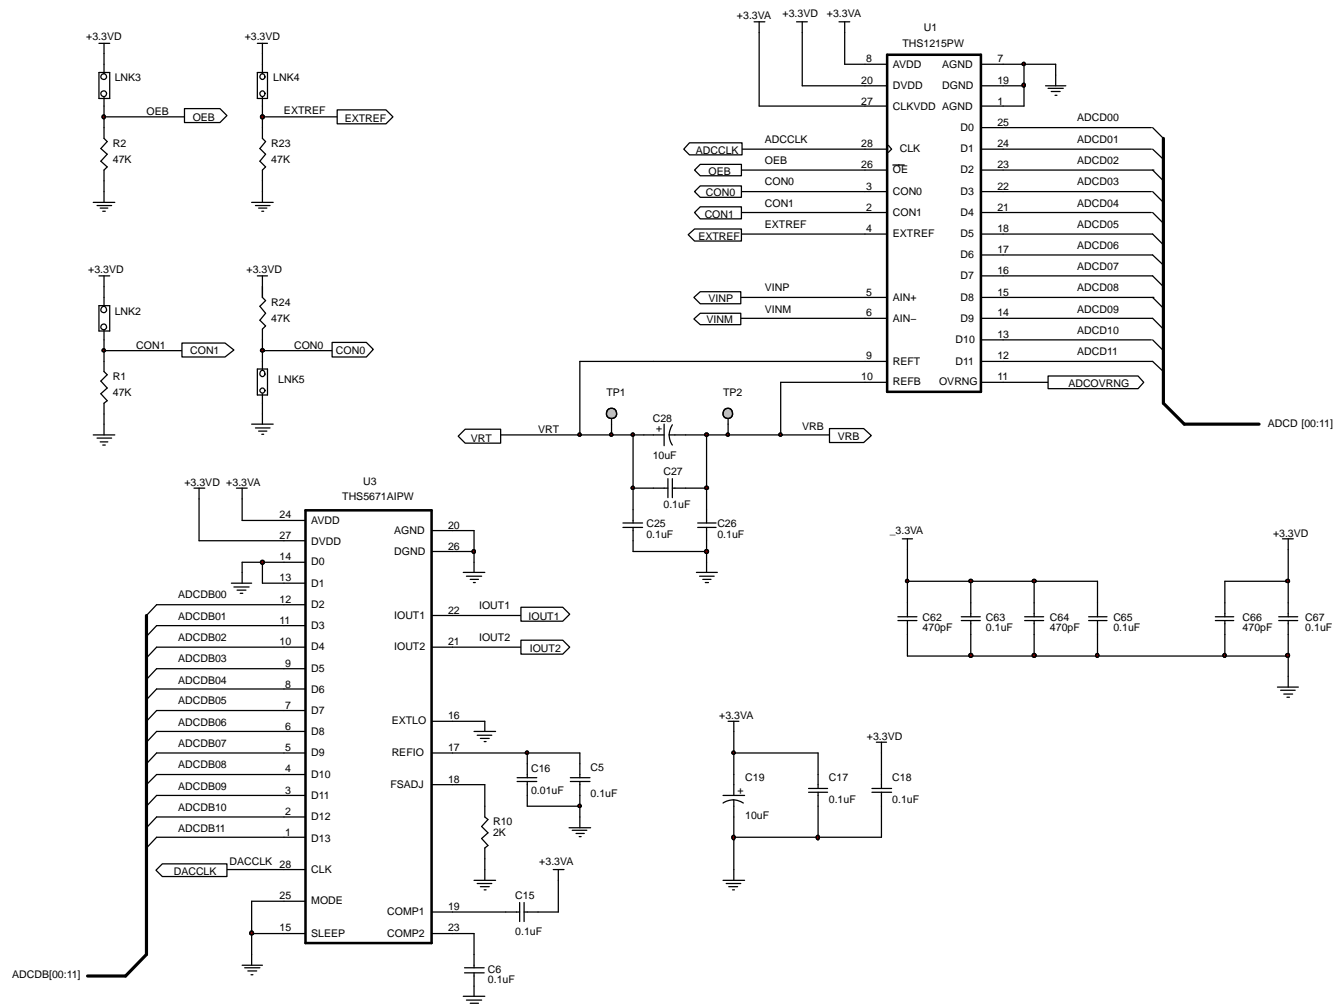 +3.3VD
LNK3
OEB
OEB
R2
47K
+3.3VD
LNK4
EXTREF
EXTREF
R23
47K
+3.3VD
LNK2
CON1
CON1
R1
47K
+3.3VD
R24
47K
CON0
CON0
LNK5
+3.3VA
+3.3VD
+3.3VA
U1
THS1215PW
8 AVDD
20 DVDD
27 CLKVDD
ADCCLK ADCCLK 28 CLK
OEB OEB 26 OE
CON0 CON0 3 CON0
CON1 CON1 2 CON1
EXTREF EXTREF 4 EXTREF
VINP VINP 5 AIN+
VINM VINM 6 AIN–
9 REFT
10 REFB
AGND 7
DGND 19
AGND 1
D0 25 ADCD00
D1 24 ADCD01
D2 23 ADCD02
D3 22 ADCD03
D4 21 ADCD04
D5 18 ADCD05
D6 17 ADCD06
D7 16 ADCD07
D8 15 ADCD08
D9 14 ADCD09
D10 13 ADCD10
D11 12 ADCD11
OVRNG 11 ADCOVRNG
ADCD [00:11]
TP1
TP2
VRT
VRT
C28
+
10uF
VRB
VRB
C27
0.1uF
C25
0.1uF
C26
0.1uF
+3.3VD
+3.3VA
U3
THS5671AIPW
24 AVDD
27 DVDD
14 D0
13 D1
ADCDB00 12 D2
ADCDB01 11 D3
ADCDB02 10 D4
ADCDB03 9 D5
ADCDB04 8 D6
ADCDB05 7 D7
ADCDB06 6 D8
ADCDB07 5 D9
ADCDB08 4 D10
ADCDB09 3 D11
ADCDB10 2 D12
ADCDB11 1 D13
DACCLK DACCLK 28 CLK
25 MODE
15 SLEEP
ADCDB[00:11]
AGND 20
DGND 26
IOUT1 22 IOUT1 IOUT1
IOUT2 21 IOUT2 IOUT2
EXTLO 16
REFIO 17
FSADJ 18
COMP1 19
COMP2 23
C16
0.01uF
C5
0.1uF
R10
2K
+3.3VA
C15
0.1uF
C6
0.1uF
_3.3VA
C62
470pF
C63
0.1uF
C64
470pF
C65
0.1uF
+3.3VD
C66
470pF
C67
0.1uF
+3.3VA
C19
+
10uF
C17
0.1uF
+3.3VD
C18
0.1uF